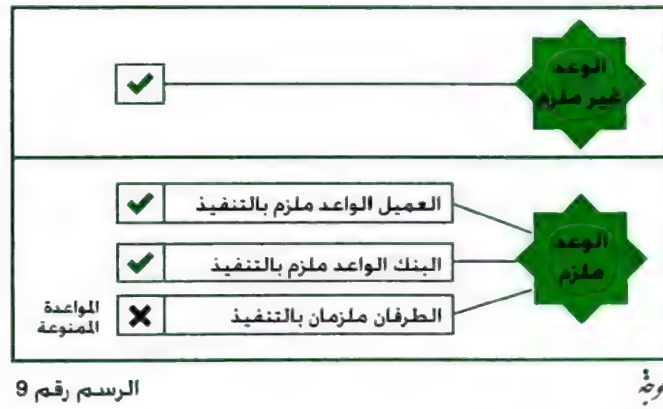 الوعد
غير ملزم
العميل الواعد ملزم بالتنفيذ
الوعد
ملزم
البنك الواعد ملزم بالتنفيذ
الطرفان ملزمان بالتنفيذ
المواعدة
الممنوعة
الرسم رقم 9